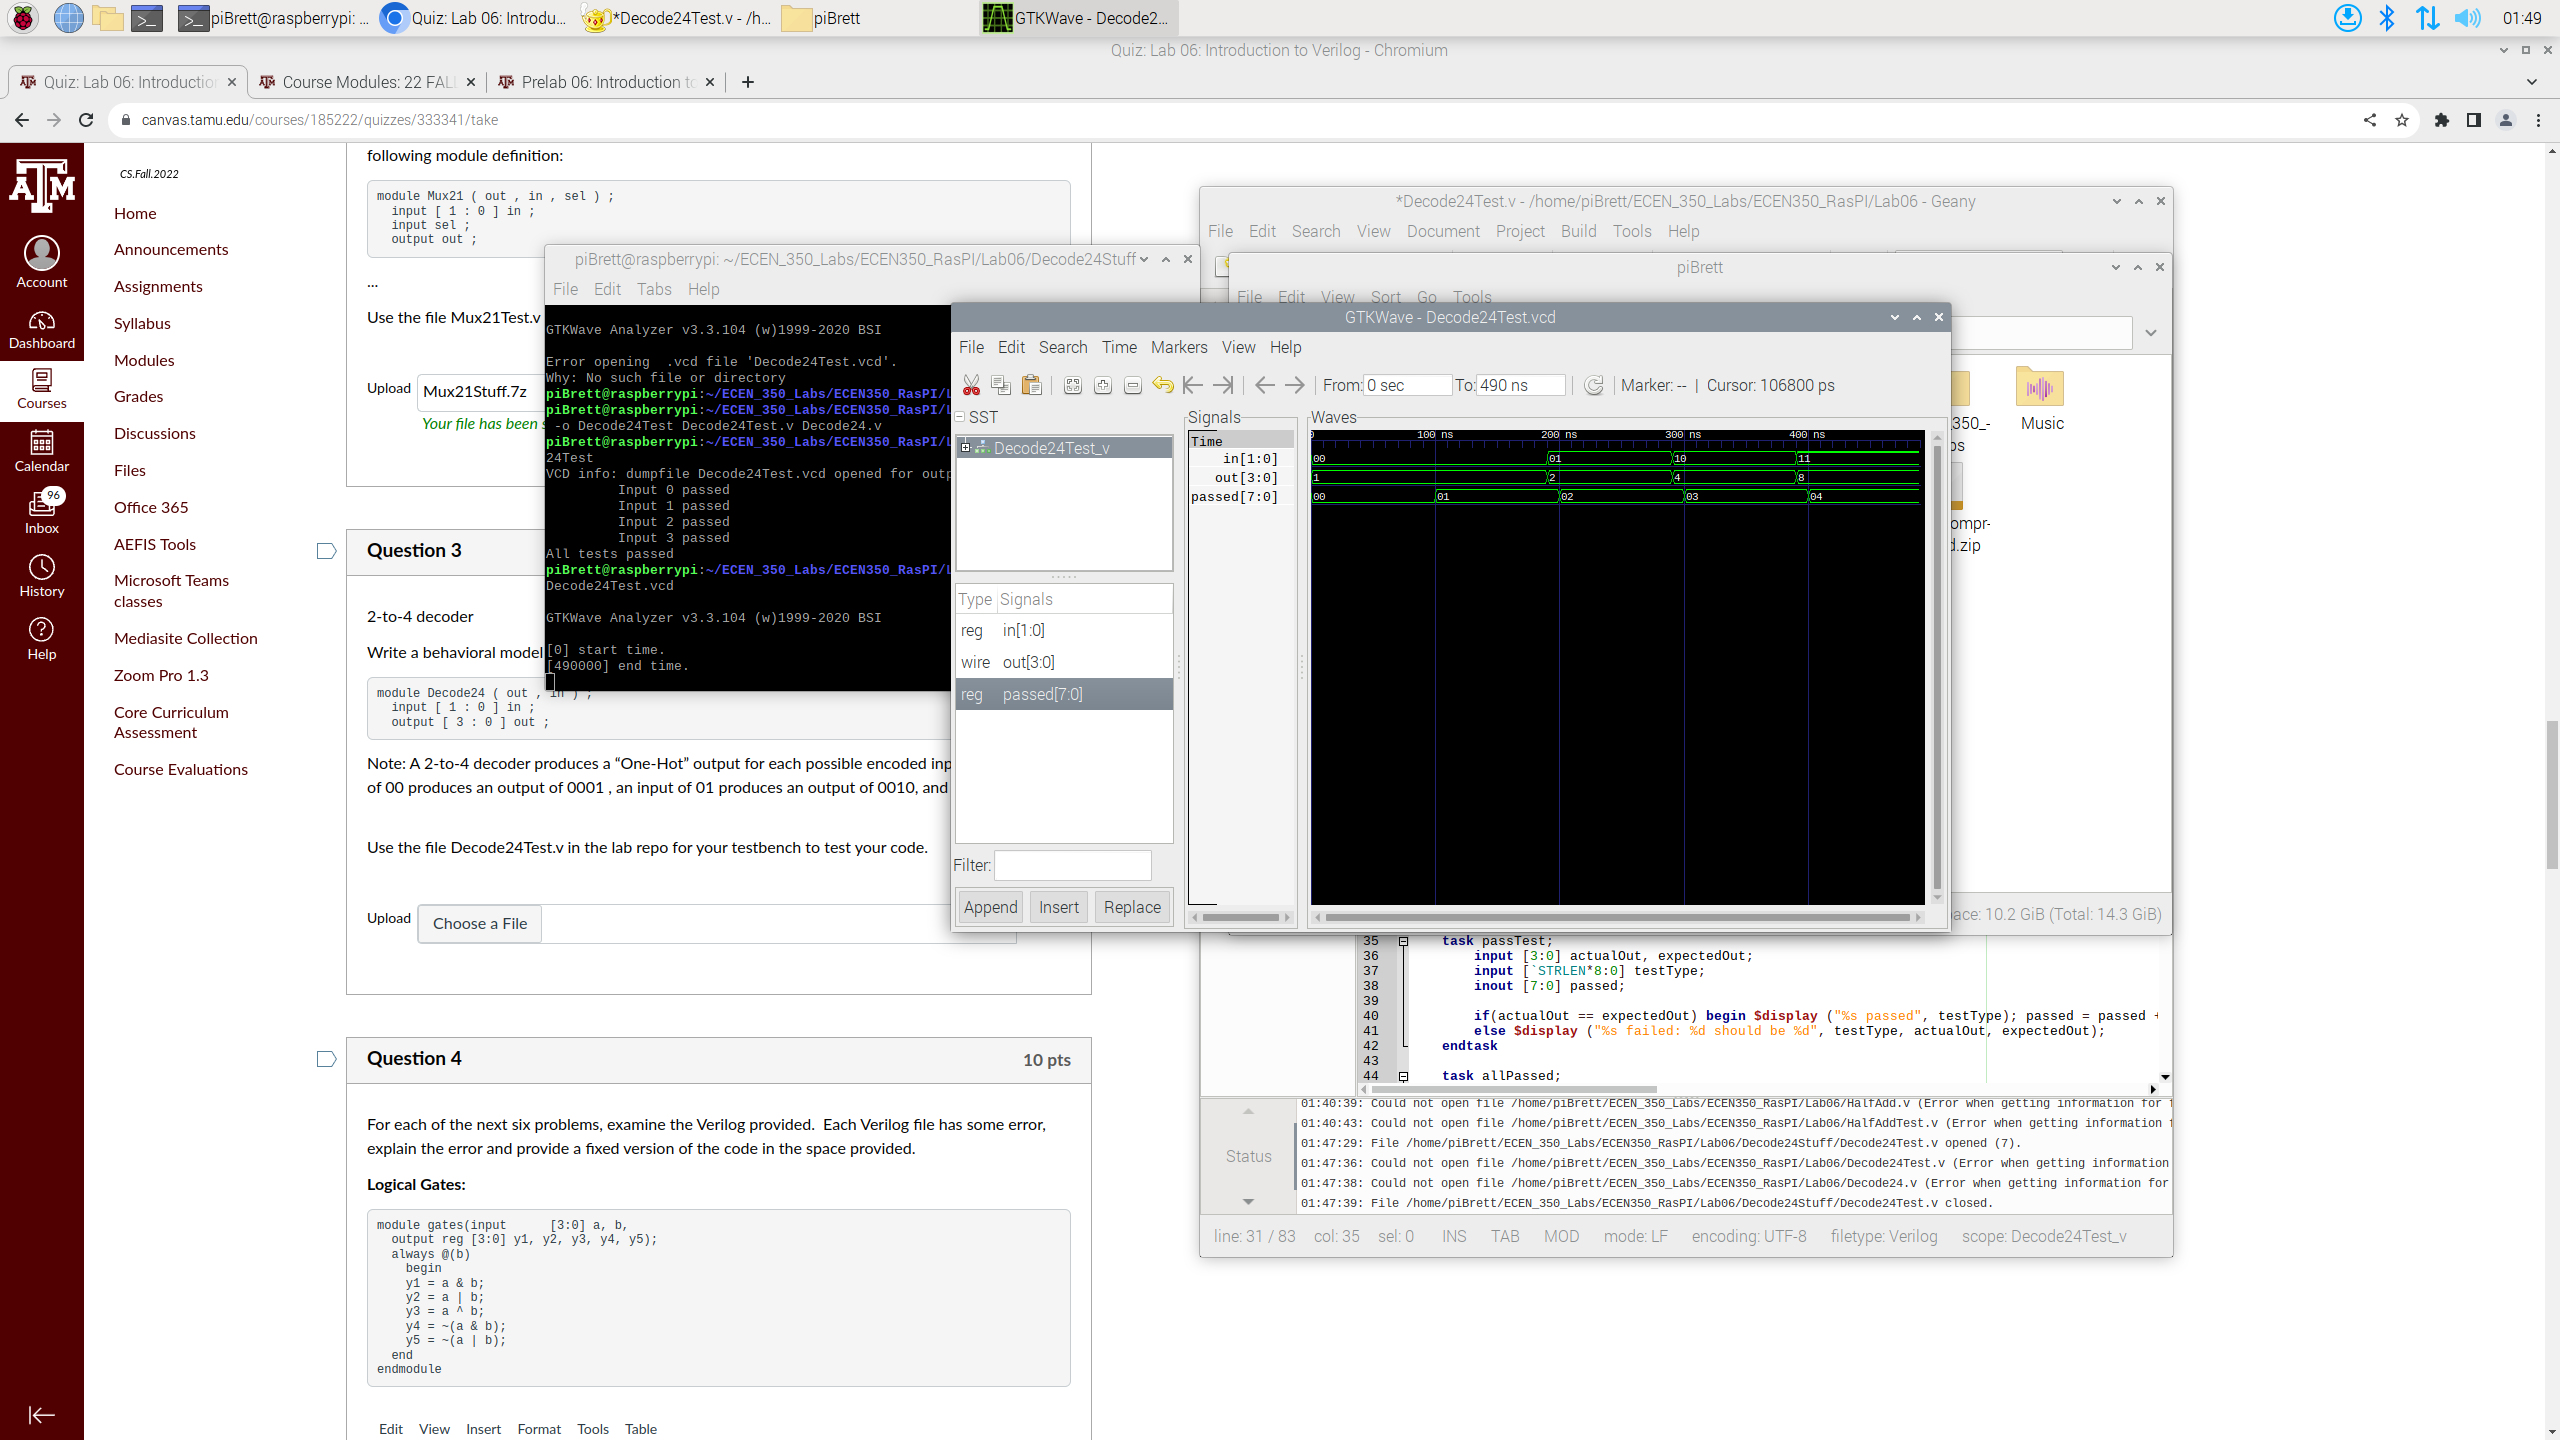 piBrett@raspberrypi: ...
Quiz: Lab 06: Introdu...
*Decode24Test.v - /h...
piBrett
GTKWave - Decode2...
01:49
Quiz: Lab 06: Introduction to Verilog - Chromium
Quiz: Lab 06: Introductio
Course Modules: 22 FALL
Prelab 06: Introduction to
canvas.tamu.edu/courses/185222/quizzes/333341/take
Account
Dashboard
Courses
Calendar
96
Inbox
History
Help
CS.Fall.2022
Home
Announcements
Assignments
Syllabus
Modules
Grades
Discussions
Files
Office 365
AEFIS Tools
Microsoft Teams
classes
Mediasite Collection
Zoom Pro 1.3
Core Curriculum
Assessment
Course Evaluations
following module definition:
module Mux21 ( out , in , sel ) ;
input [ 1 : 0 ] in ;
input sel ;
output out ;
...
Use the file Mux21Test.v
Upload
Mux21Stuff.7z
Your file has been s
Question 3
2-to-4 decoder
Write a behavioral model
module Decode24 ( out , in ) ;
input [ 1 : 0 ] in ;
output [ 3 : 0 ] out ;
Note: A 2-to-4 decoder produces a “One-Hot” output for each possible encoded inp
of 00 produces an output of 0001 , an input of 01 produces an output of 0010, and
Use the file Decode24Test.v in the lab repo for your testbench to test your code.
Upload
Choose a File
Question 4
10 pts
For each of the next six problems, examine the Verilog provided.  Each Verilog file has some error,
explain the error and provide a fixed version of the code in the space provided.
Logical Gates:
module gates(input      [3:0] a, b,
output reg [3:0] y1, y2, y3, y4, y5);
always @(b)
begin
y1 = a & b;
y2 = a | b;
y3 = a ^ b;
y4 = ~(a & b);
y5 = ~(a | b);
end
endmodule
Edit View Insert Format Tools Table
piBrett@raspberrypi: ~/ECEN_350_Labs/ECEN350_RasPI/Lab06/Decode24Stuff
File Edit Tabs Help
GTKWave Analyzer v3.3.104 (w)1999-2020 BSI
Error opening  .vcd file 'Decode24Test.vcd'.
Why: No such file or directory
piBrett@raspberrypi:~/ECEN_350_Labs/ECEN350_RasPI/L
piBrett@raspberrypi:~/ECEN_350_Labs/ECEN350_RasPI/L
-o Decode24Test Decode24Test.v Decode24.v
piBrett@raspberrypi:~/ECEN_350_Labs/ECEN350_RasPI/L
24Test
VCD info: dumpfile Decode24Test.vcd opened for outp
Input 0 passed
Input 1 passed
Input 2 passed
Input 3 passed
All tests passed
piBrett@raspberrypi:~/ECEN_350_Labs/ECEN350_RasPI/L
Decode24Test.vcd
GTKWave Analyzer v3.3.104 (w)1999-2020 BSI
[0] start time.
[490000] end time.
*Decode24Test.v - /home/piBrett/ECEN_350_Labs/ECEN350_RasPI/Lab06 - Geany
File Edit Search View Document Project Build Tools Help
piBrett
File Edit View Sort Go Tools
Music
350_-
bs
ompr-
d.zip
ace: 10.2 GiB (Total: 14.3 GiB)
GTKWave - Decode24Test.vcd
File Edit Search Time Markers View Help
From: 0 sec To: 490 ns Marker: -- | Cursor: 106800 ps
SST
Decode24Test_v
Type Signals
reg in[1:0]
wire out[3:0]
reg passed[7:0]
Filter:
Append Insert Replace
Signals
Time
in[1:0]
out[3:0]
passed[7:0]
Waves
0 100 ns 200 ns 300 ns 400 ns
00 01 10 11
1 2 4 8
00 01 02 03 04
35 task passTest;
36 input [3:0] actualOut, expectedOut;
37 input [`STRLEN*8:0] testType;
38 inout [7:0] passed;
39
40 if(actualOut == expectedOut) begin $display ("%s passed", testType); passed = passed +
41 else $display ("%s failed: %d should be %d", testType, actualOut, expectedOut);
42 endtask
43
44 task allPassed;
Status
01:40:39: Could not open file /home/piBrett/ECEN_350_Labs/ECEN350_RasPI/Lab06/HalfAdd.v (Error when getting information for f
01:40:43: Could not open file /home/piBrett/ECEN_350_Labs/ECEN350_RasPI/Lab06/HalfAddTest.v (Error when getting information f
01:47:29: File /home/piBrett/ECEN_350_Labs/ECEN350_RasPI/Lab06/Decode24Stuff/Decode24Test.v opened (7).
01:47:36: Could not open file /home/piBrett/ECEN_350_Labs/ECEN350_RasPI/Lab06/Decode24Test.v (Error when getting information
01:47:38: Could not open file /home/piBrett/ECEN_350_Labs/ECEN350_RasPI/Lab06/Decode24.v (Error when getting information for
01:47:39: File /home/piBrett/ECEN_350_Labs/ECEN350_RasPI/Lab06/Decode24Stuff/Decode24Test.v closed.
line: 31 / 83 col: 35 sel: 0 INS TAB MOD mode: LF encoding: UTF-8 filetype: Verilog scope: Decode24Test_v